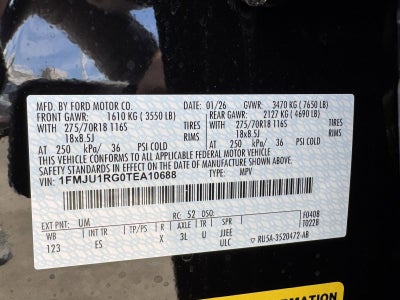 MFD. BY FORD MOTOR CO. 01/26 GVWR: 3470 KG ( 7650 LB)
FRONT GAWR: 1610 KG ( 3550 LB) REAR GAWR: 2127 KG ( 4690 LB)
WITH 275/70R18 116S TIRES WITH 275/70R18 116S TIRES
18x8.5J RIMS 18x8.5J RIMS
AT 250 kPa/ 36 PSI COLD AT 250 kPa/ 36 PSI COLD
THIS VEHICLE CONFORMS TO ALL APPLICABLE FEDERAL MOTOR VEHICLE
SAFETY STANDARDS IN EFFECT ON THE DATE OF MANUFACTURE SHOWN ABOVE.
VIN: 1FMJU1RG0TEA10688 TYPE: MPV
EXT PNT: UM RC: 52 DSO: F0408
WB INT TR TP/PS R AXLE TR SPR 10228
123 ES X 3L U JJEE
ULC RU5A-3520472-AB